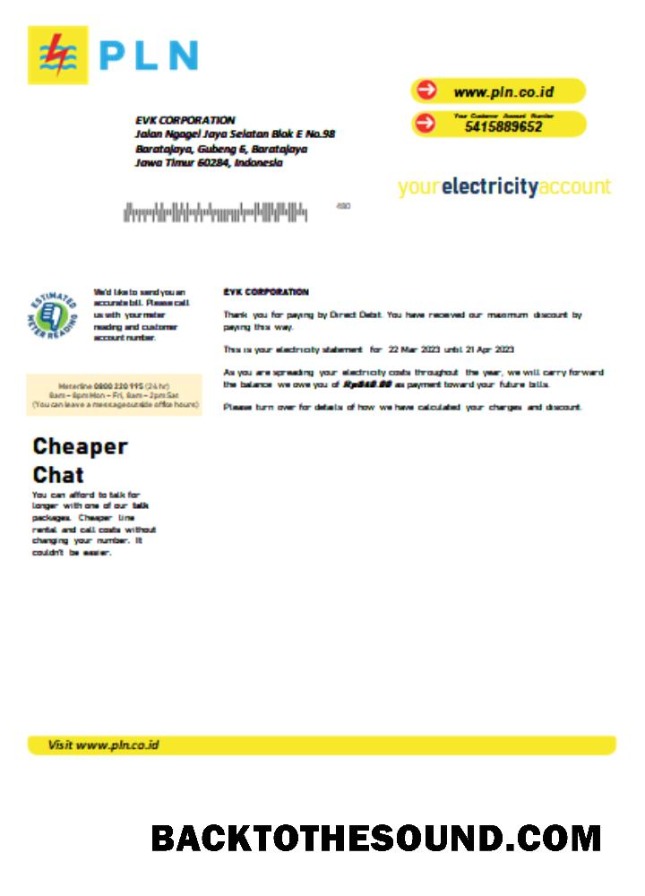 PLN
www.pln.co.id
Your Customer Account Number
5415889652
EVK CORPORATION
Jalan Ngagel Jaya Selatan Blok E No.98
Baratajaya, Gubeng 6, Baratajaya
Jawa Timur 60284, Indonesia
yourelectricityaccount
480
ESTIMATED
METER READING
We'd like to send you an
accurate bill. Please call
us with your meter
reading and customer
account number.
Meterline 0800 220 995 (24 hr)
8am – 8pm Mon – Fri, 8am – 2pm Sat
(You can leave a message outside office hours)
EVK CORPORATION
Thank you for paying by Direct Debt. You have received our maximum discount by
paying this way.
This is your electricity statement for 22 Mar 2023 until 21 Apr 2023
As you are spreading your electricity costs throughout the year, we will carry forward
the balance we owe you of as payment toward your future bills.
Please turn over for details of how we have calculated your charges and discount
Cheaper
Chat
You can afford to talk for
longer with one of our talk
packages. Cheaper line
rental and call costs without
changing your number. It
couldn't be easier.
Visit www.pln.co.id
BACKTOTHESOUND.COM